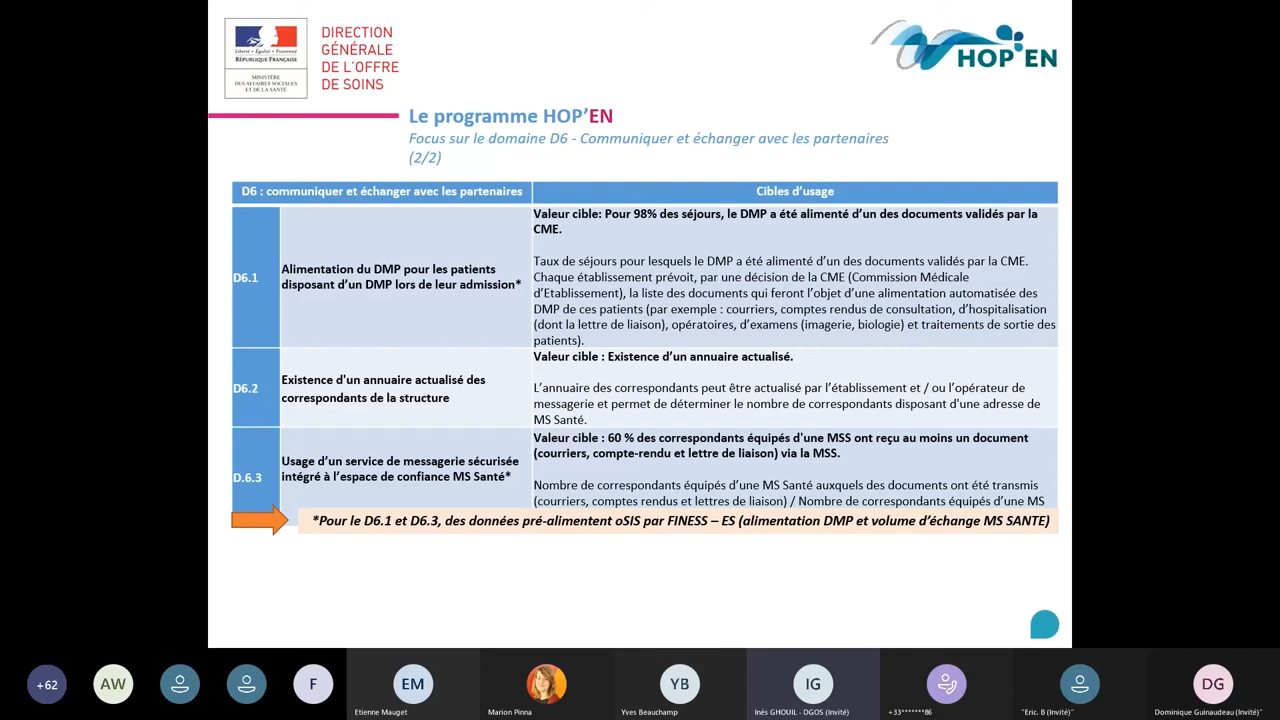 Liberté • Égalité • Fraternité
RÉPUBLIQUE FRANÇAISE
MINISTÈRE
DES AFFAIRES SOCIALES
ET DE LA SANTÉ
DIRECTION
GÉNÉRALE
DE L'OFFRE
DE SOINS
HOP'EN
Le programme HOP'EN
Focus sur le domaine D6 - Communiquer et échanger avec les partenaires
(2/2)
D6 : communiquer et échanger avec les partenaires
Cibles d'usage
D6.1
Alimentation du DMP pour les patients
disposant d'un DMP lors de leur admission*
Valeur cible: Pour 98% des séjours, le DMP a été alimenté d'un des documents validés par la
CME.
Taux de séjours pour lesquels le DMP a été alimenté d'un des documents validés par la CME.
Chaque établissement prévoit, par une décision de la CME (Commission Médicale
d'Etablissement), la liste des documents qui feront l'objet d'une alimentation automatisée des
DMP de ces patients (par exemple : courriers, comptes rendus de consultation, d'hospitalisation
(dont la lettre de liaison), opératoires, d'examens (imagerie, biologie) et traitements de sortie des
patients).
D6.2
Existence d'un annuaire actualisé des
correspondants de la structure
Valeur cible : Existence d'un annuaire actualisé.
L'annuaire des correspondants peut être actualisé par l'établissement et / ou l'opérateur de
messagerie et permet de déterminer le nombre de correspondants disposant d'une adresse de
MS Santé.
D.6.3
Usage d'un service de messagerie sécurisée
intégré à l'espace de confiance MS Santé*
Valeur cible : 60 % des correspondants équipés d'une MSS ont reçu au moins un document
(courriers, compte-rendu et lettre de liaison) via la MSS.
Nombre de correspondants équipés d'une MS Santé auxquels des documents ont été transmis
(courriers, comptes rendus et lettres de liaison) / Nombre de correspondants équipés d'une MS
*Pour le D6.1 et D6.3, des données pré-alimentent oSIS par FINESS – ES (alimentation DMP et volume d'échange MS SANTE)
+62
AW
F
EM
YB
IG
DG
Etienne Mauget
Marion Pinna
Yves Beauchamp
Inès GHOUIL - DGOS (Invité)
+33*******86
"Eric. B (Invité)"
Dominique Guinaudeau (Invité)"